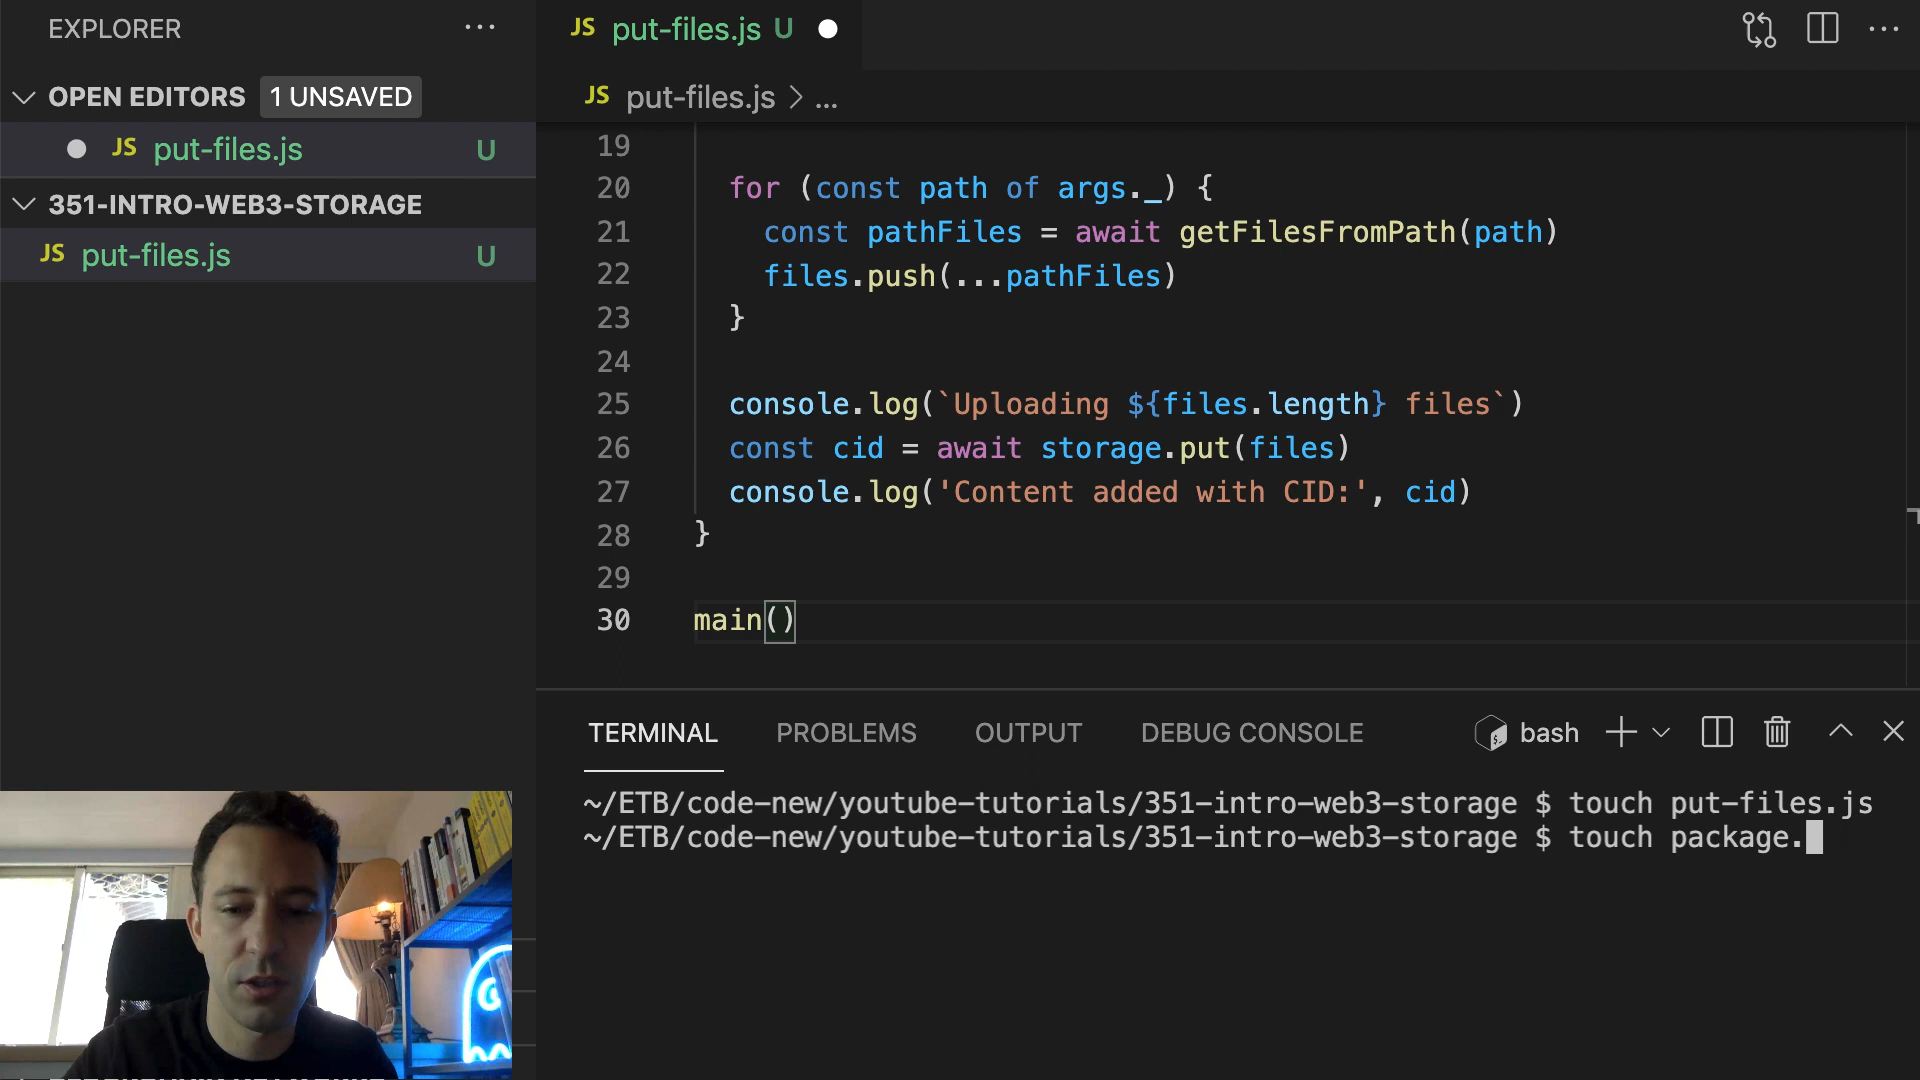 EXPLORER ...
OPEN EDITORS 1 UNSAVED
JS put-files.js U
351-INTRO-WEB3-STORAGE
JS put-files.js U
JS put-files.js U
JS put-files.js > ...
19
20 for (const path of args._) {
21 const pathFiles = await getFilesFromPath(path)
22 files.push(...pathFiles)
23 }
24
25 console.log(`Uploading ${files.length} files`)
26 const cid = await storage.put(files)
27 console.log('Content added with CID:', cid)
28 }
29
30 main()
TERMINAL PROBLEMS OUTPUT DEBUG CONSOLE bash
~/ETB/code-new/youtube-tutorials/351-intro-web3-storage $ touch put-files.js
~/ETB/code-new/youtube-tutorials/351-intro-web3-storage $ touch package.